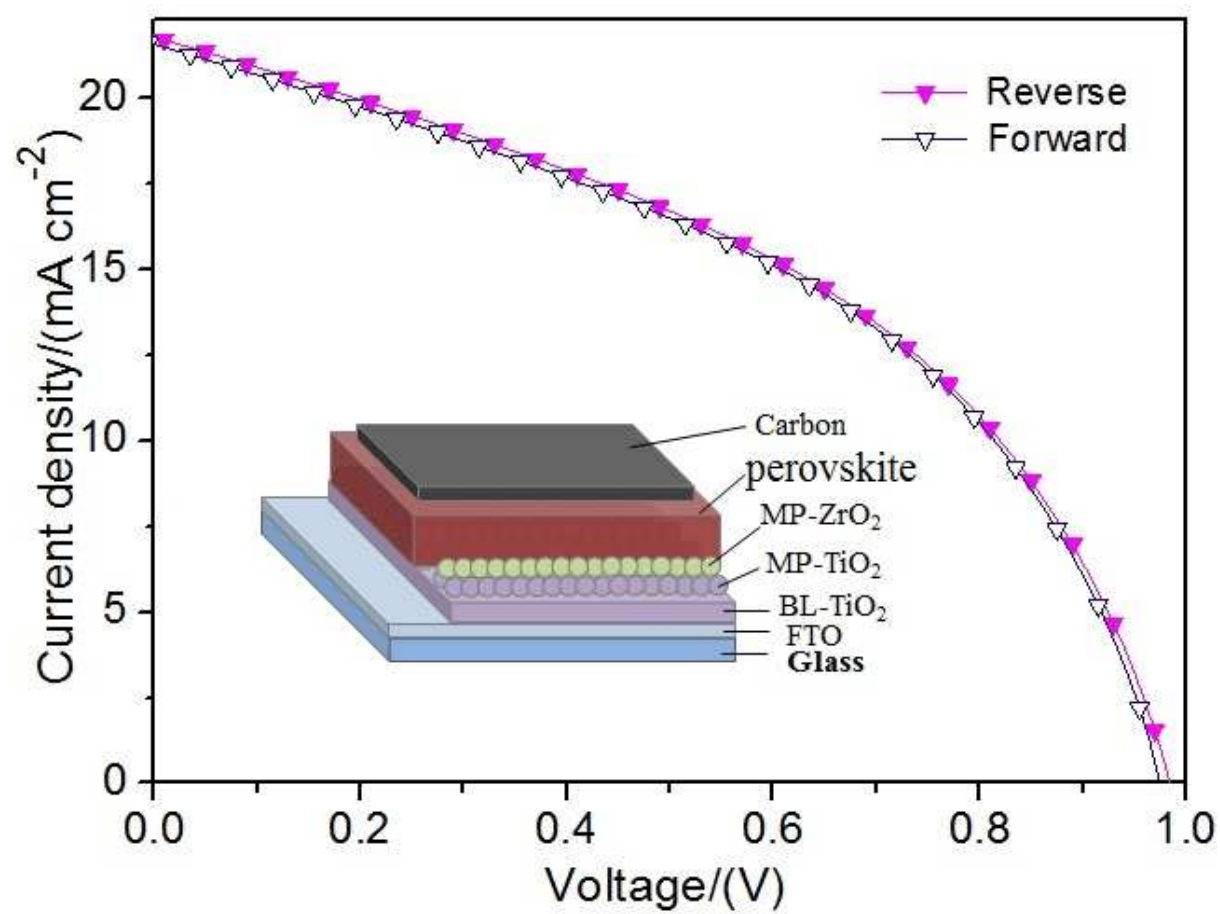 Current density/(mA cm⁻²)
20
15
10
5
0
0.0 0.2 0.4 0.6 0.8 1.0
Voltage/(V)
Reverse
Forward
Carbon
perovskite
MP-ZrO₂
MP-TiO₂
BL-TiO₂
FTO
Glass